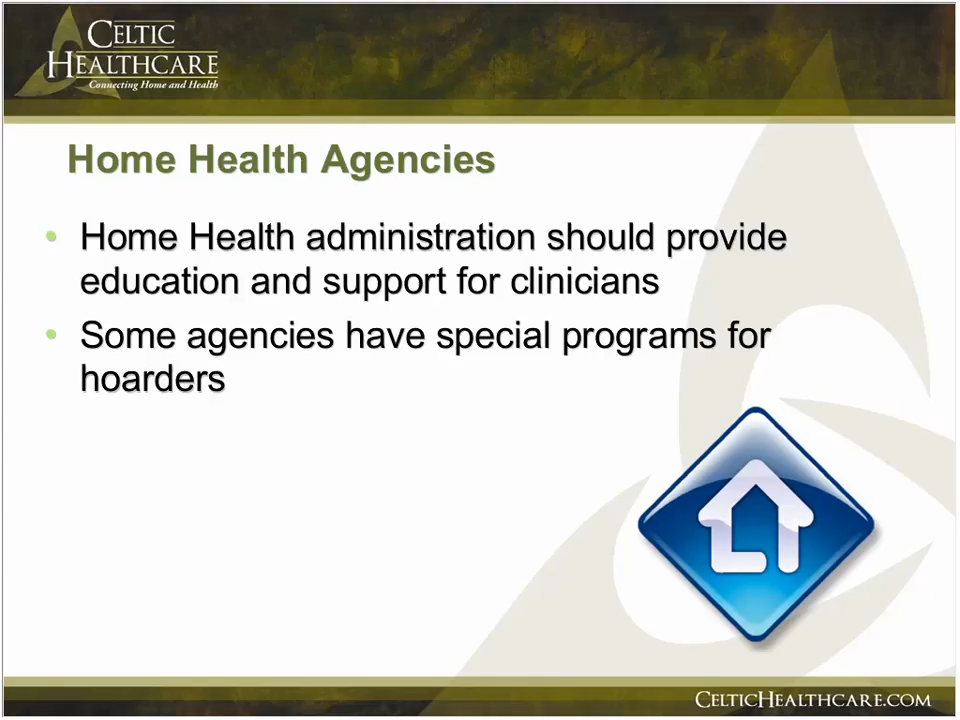 CELTIC
HEALTHCARE
Connecting Home and Health
Home Health Agencies
• Home Health administration should provide
education and support for clinicians
• Some agencies have special programs for
hoarders
CELTICHEALTHCARE.COM